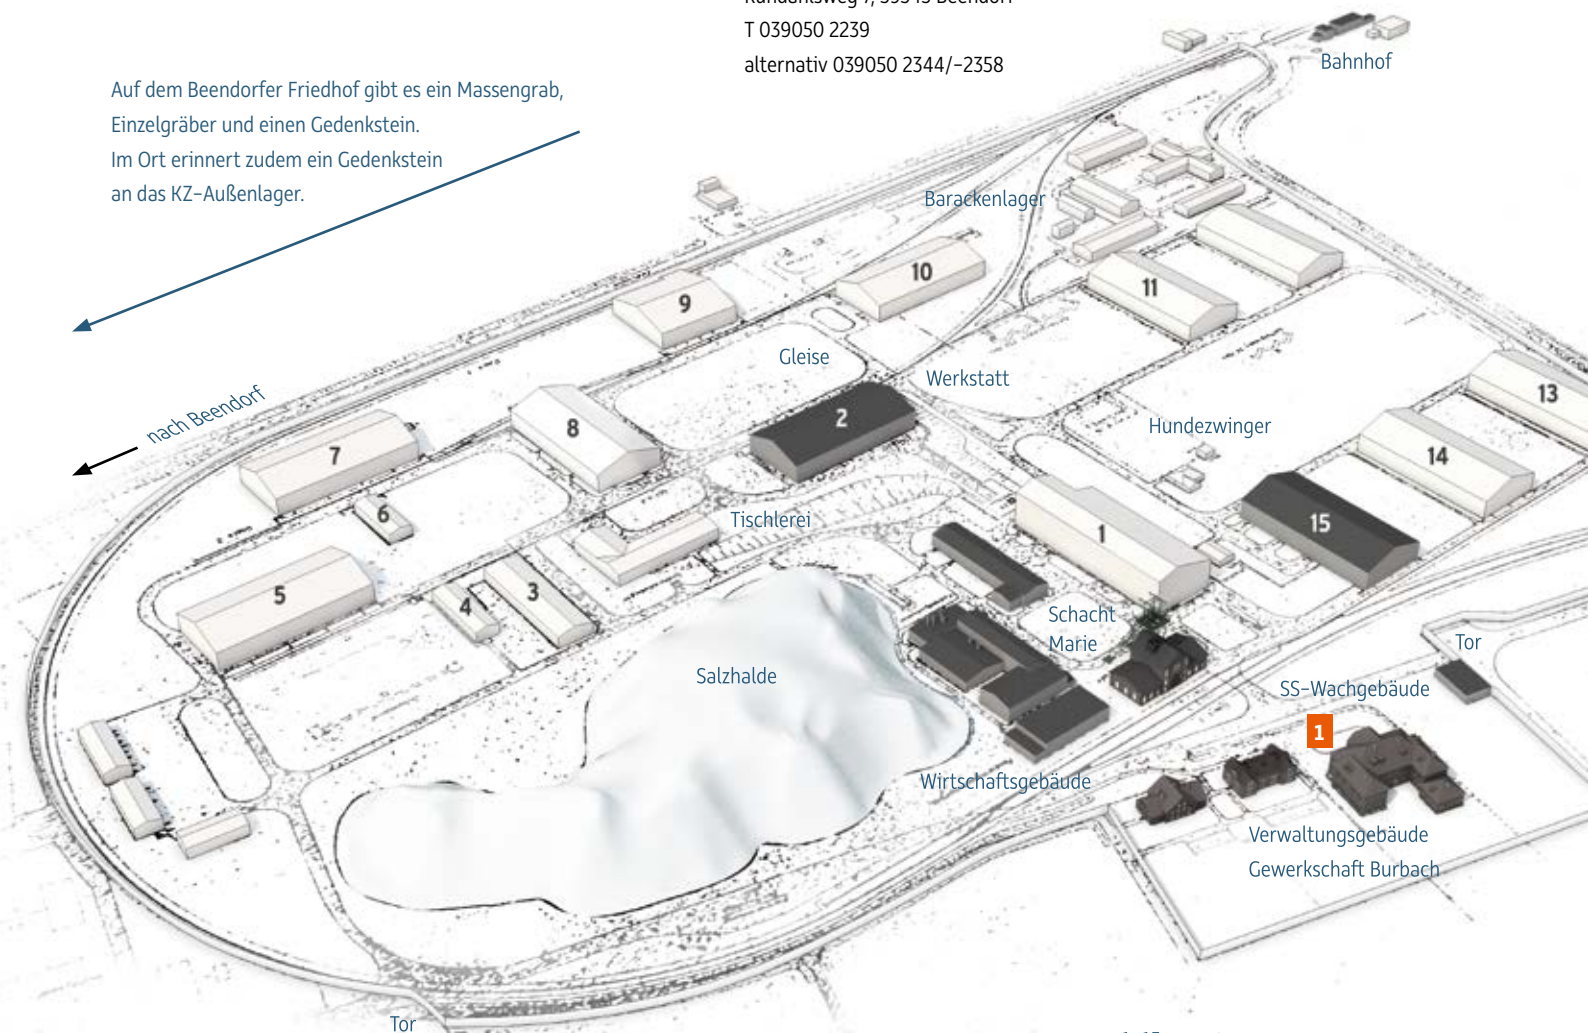 T 039050 2239
alternativ 039050 2344/-2358
Bahnhof
Auf dem Beendorfer Friedhof gibt es ein Massengrab,
Einzelgräber und einen Gedenkstein.
Im Ort erinnert zudem ein Gedenkstein
an das KZ-Außenlager.
Barackenlager
10
11
9
Gleise
Werkstatt
13
nach Beendorf
8
2
Hundezwinger
14
7
6
Tischlerei
1
15
5
4
3
Schacht
Marie
Tor
Salzhalde
SS-Wachgebäude
1
Wirtschaftsgebäude
Verwaltungsgebäude
Gewerkschaft Burbach
Tor